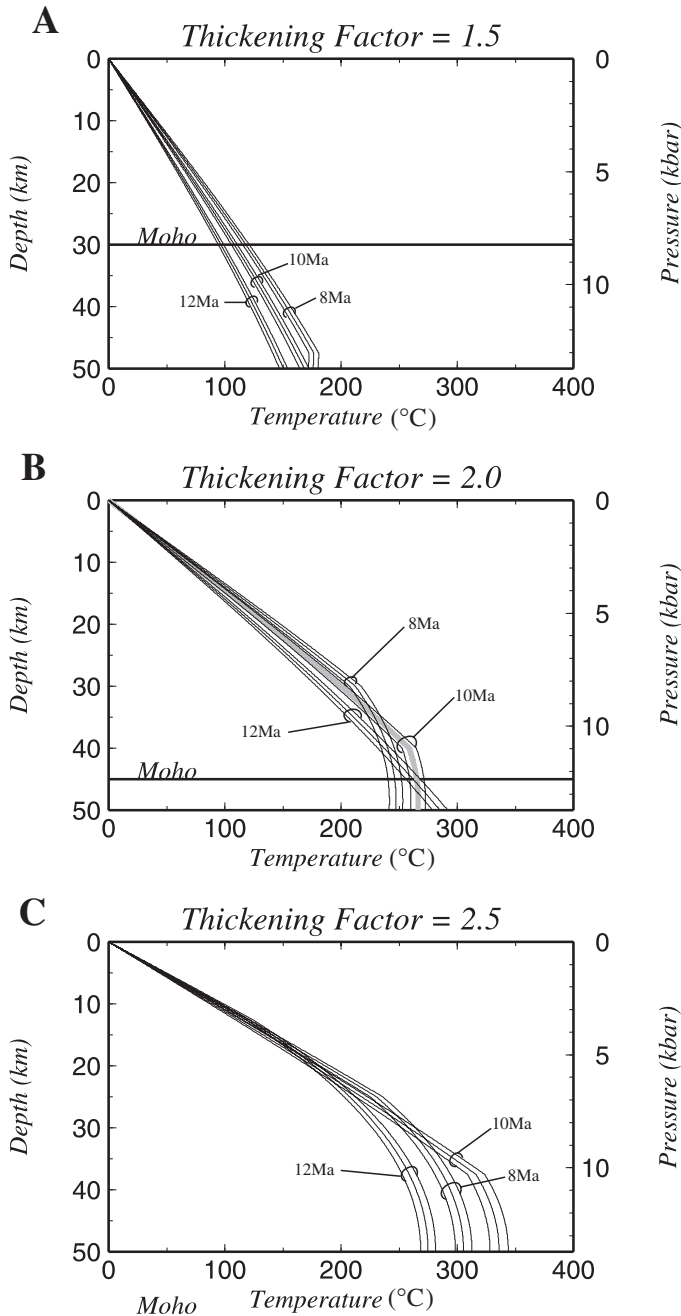 A
Thickening Factor = 1.5
0 0
10
5
20
30
Moho
10Ma
10
12Ma 8Ma
40
50
0 100 200 300 400
Depth (km)
Pressure (kbar)
Temperature (°C)
B
Thickening Factor = 2.0
0 0
10
5
20
8Ma
30
10Ma
10
12Ma
40
Moho
50
0 100 200 300 400
Depth (km)
Pressure (kbar)
Temperature (°C)
C
Thickening Factor = 2.5
0 0
10
5
20
30
10Ma
10
12Ma 8Ma
40
50
0 100 200 300 400
Depth (km)
Pressure (kbar)
Moho Temperature (°C)